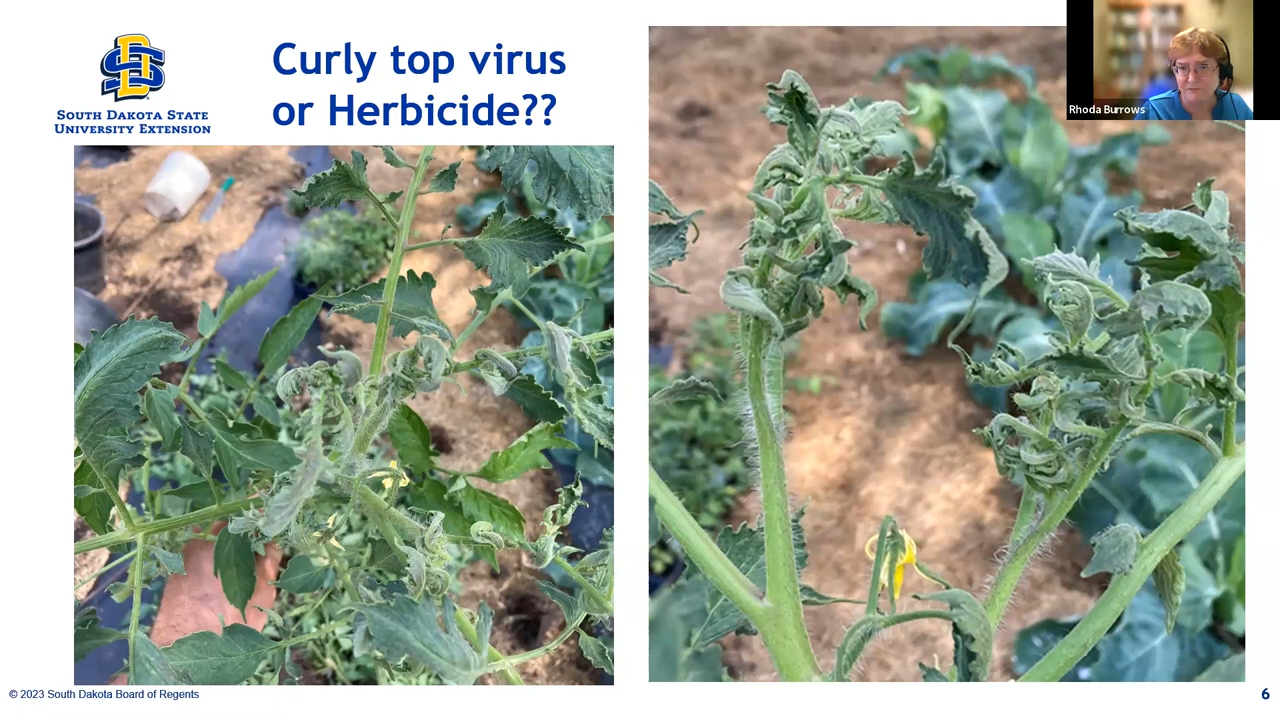 Curly top virus
or Herbicide??
SOUTH DAKOTA STATE
UNIVERSITY EXTENSION
Rhoda Burrows
© 2023 South Dakota Board of Regents
6